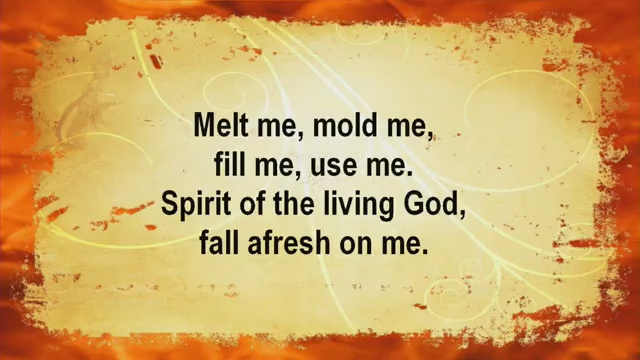 Melt me, mold me,
fill me, use me.
Spirit of the living God,
fall afresh on me.